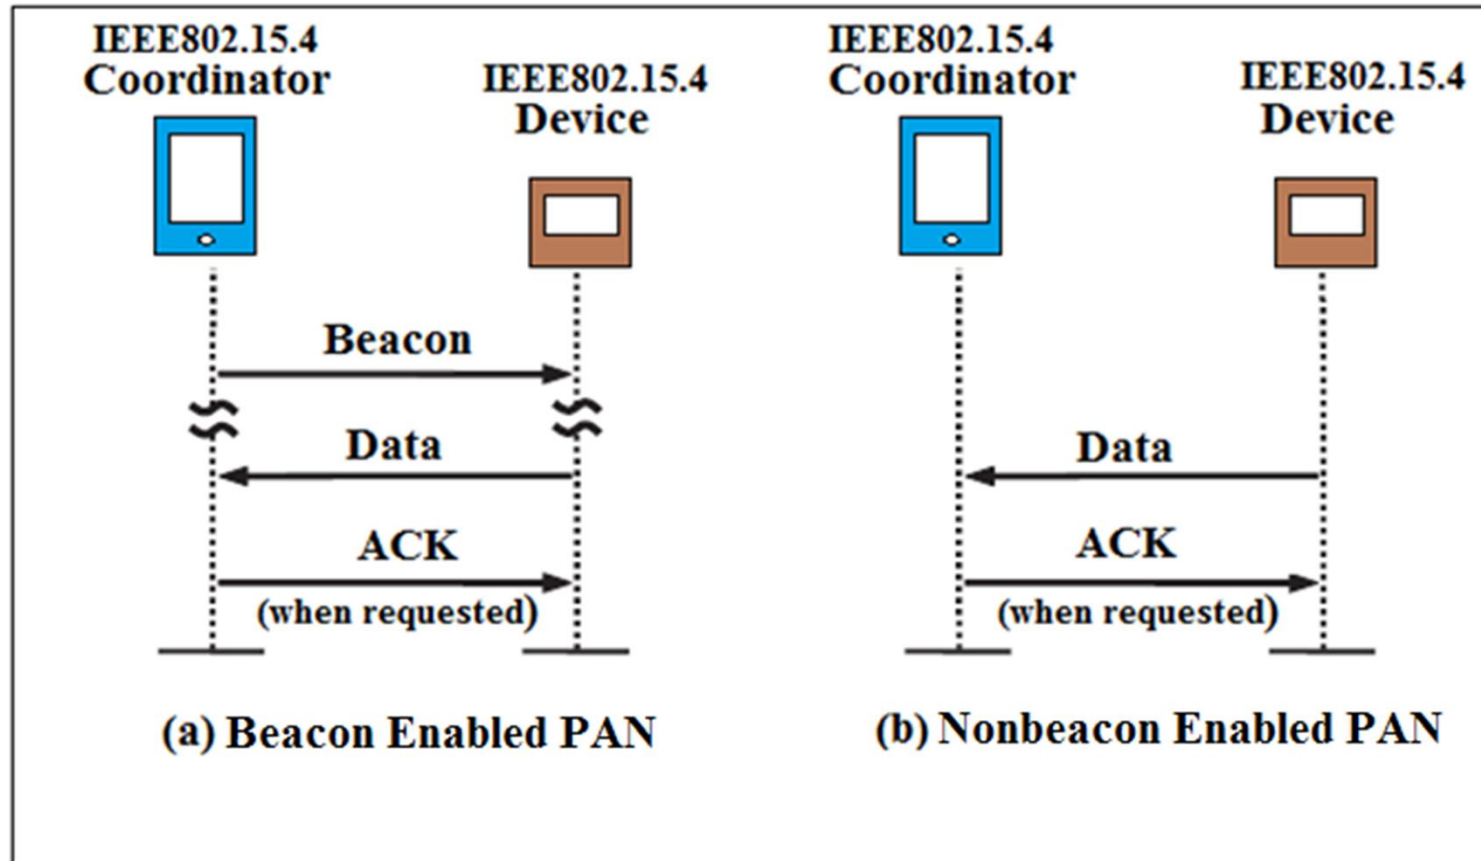 IEEE802.15.4
Coordinator
IEEE802.15.4
Device
Beacon
Data
ACK
(when requested)
(a) Beacon Enabled PAN
IEEE802.15.4
Coordinator
IEEE802.15.4
Device
Data
ACK
(when requested)
(b) Nonbeacon Enabled PAN